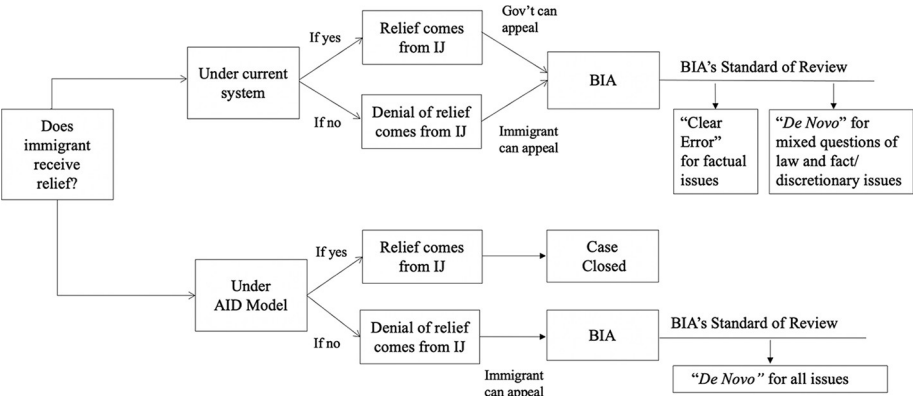 Does
immigrant
receive
relief?
Under current
system
If yes
If no
Relief comes
from IJ
Denial of relief
comes from IJ
Gov't can
appeal
Immigrant
can appeal
BIA
BIA's Standard of Review
“Clear
Error”
for factual
issues
“De Novo” for
mixed questions of
law and fact/
discretionary issues
Under
AID Model
If yes
If no
Relief comes
from IJ
Case
Closed
Denial of relief
comes from IJ
Immigrant
can appeal
BIA
BIA's Standard of Review
“De Novo” for all issues